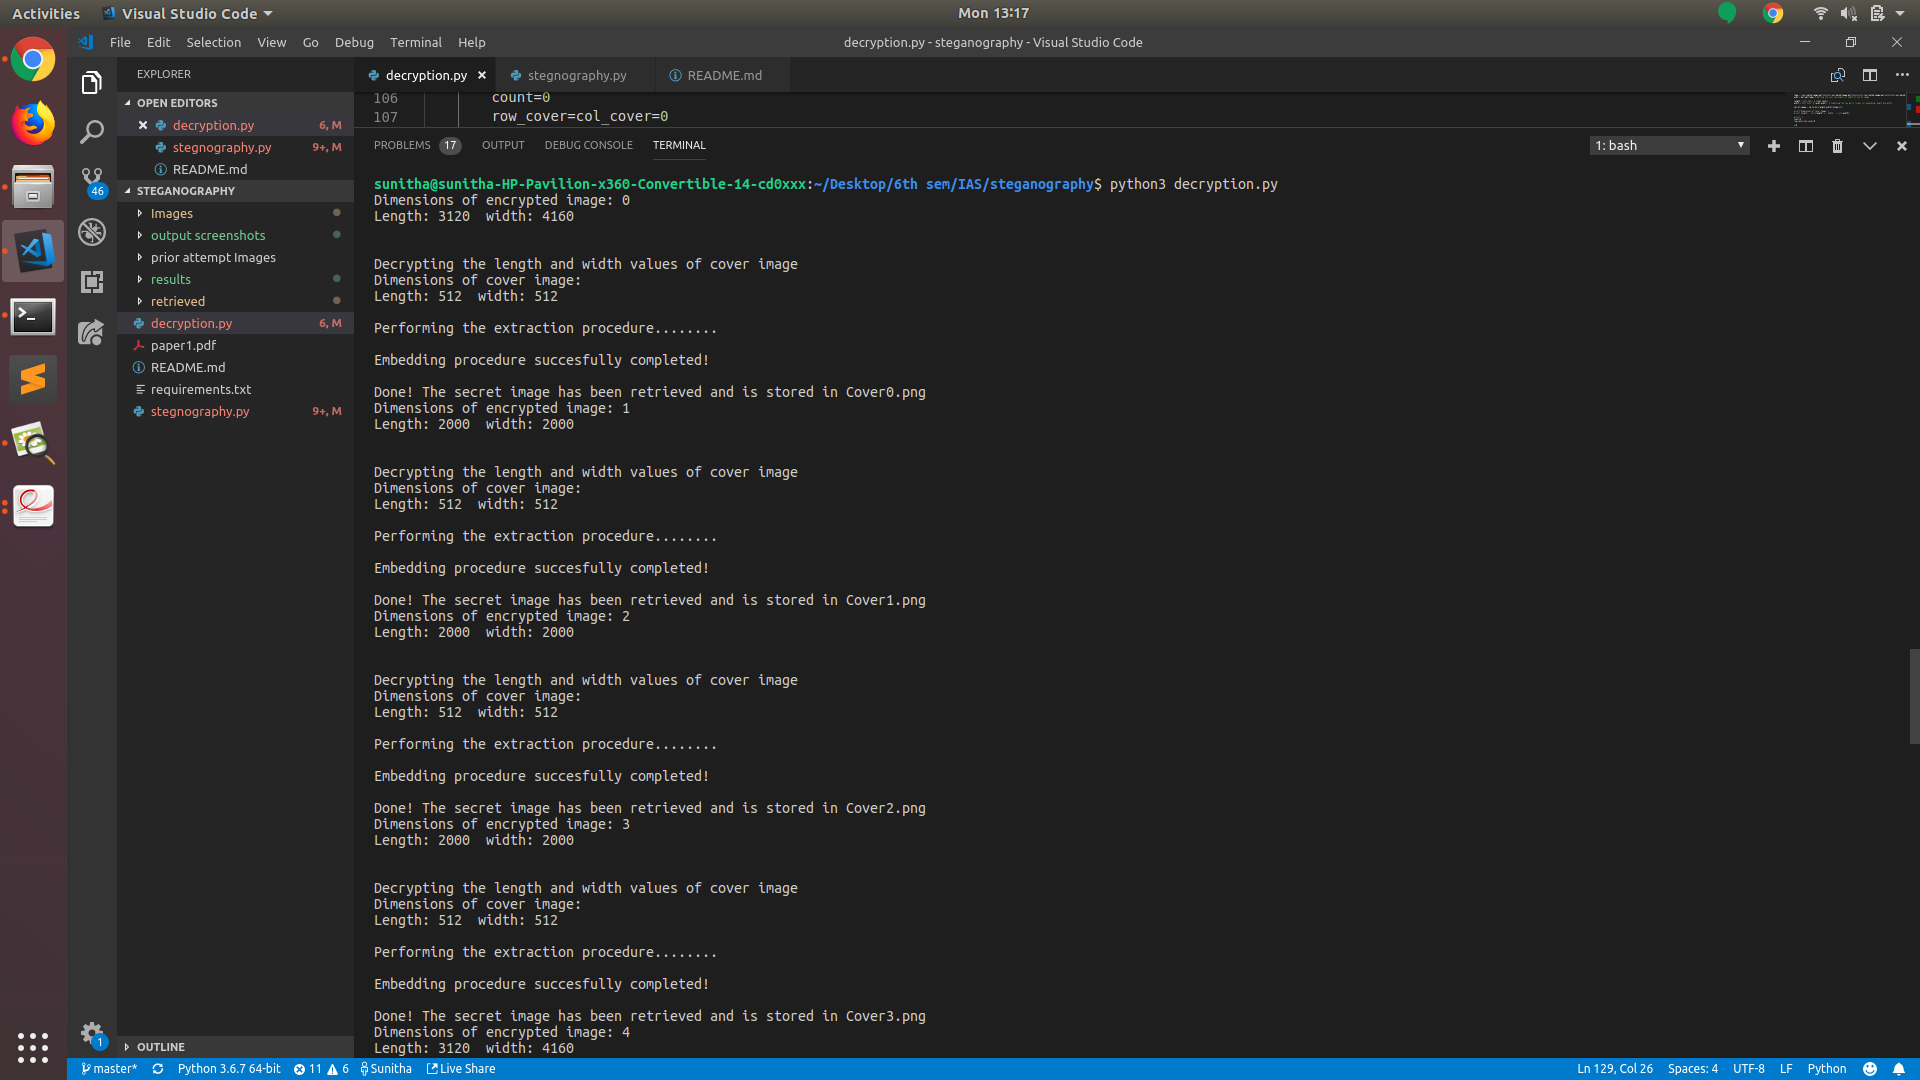 Activities
Visual Studio Code
Mon 13:17
File Edit Selection View Go Debug Terminal Help
decryption.py - steganography - Visual Studio Code
EXPLORER
OPEN EDITORS
decryption.py 6, M
stegnography.py 9+, M
README.md
STEGANOGRAPHY
Images
output screenshots
prior attempt Images
results
retrieved
decryption.py 6, M
paper1.pdf
README.md
requirements.txt
stegnography.py 9+, M
OUTLINE
46
1
decryption.py
stegnography.py
README.md
106 count=0
107 row_cover=col_cover=0
PROBLEMS 17 OUTPUT DEBUG CONSOLE TERMINAL
1: bash
sunitha@sunitha-HP-Pavilion-x360-Convertible-14-cd0xxx:~/Desktop/6th sem/IAS/steganography$ python3 decryption.py
Dimensions of encrypted image: 0
Length: 3120  width: 4160
Decrypting the length and width values of cover image
Dimensions of cover image:
Length: 512  width: 512
Performing the extraction procedure........
Embedding procedure succesfully completed!
Done! The secret image has been retrieved and is stored in Cover0.png
Dimensions of encrypted image: 1
Length: 2000  width: 2000
Decrypting the length and width values of cover image
Dimensions of cover image:
Length: 512  width: 512
Performing the extraction procedure........
Embedding procedure succesfully completed!
Done! The secret image has been retrieved and is stored in Cover1.png
Dimensions of encrypted image: 2
Length: 2000  width: 2000
Decrypting the length and width values of cover image
Dimensions of cover image:
Length: 512  width: 512
Performing the extraction procedure........
Embedding procedure succesfully completed!
Done! The secret image has been retrieved and is stored in Cover2.png
Dimensions of encrypted image: 3
Length: 2000  width: 2000
Decrypting the length and width values of cover image
Dimensions of cover image:
Length: 512  width: 512
Performing the extraction procedure........
Embedding procedure succesfully completed!
Done! The secret image has been retrieved and is stored in Cover3.png
Dimensions of encrypted image: 4
Length: 3120  width: 4160
master* Python 3.6.7 64-bit 11 6 Sunitha Live Share
Ln 129, Col 26 Spaces: 4 UTF-8 LF Python